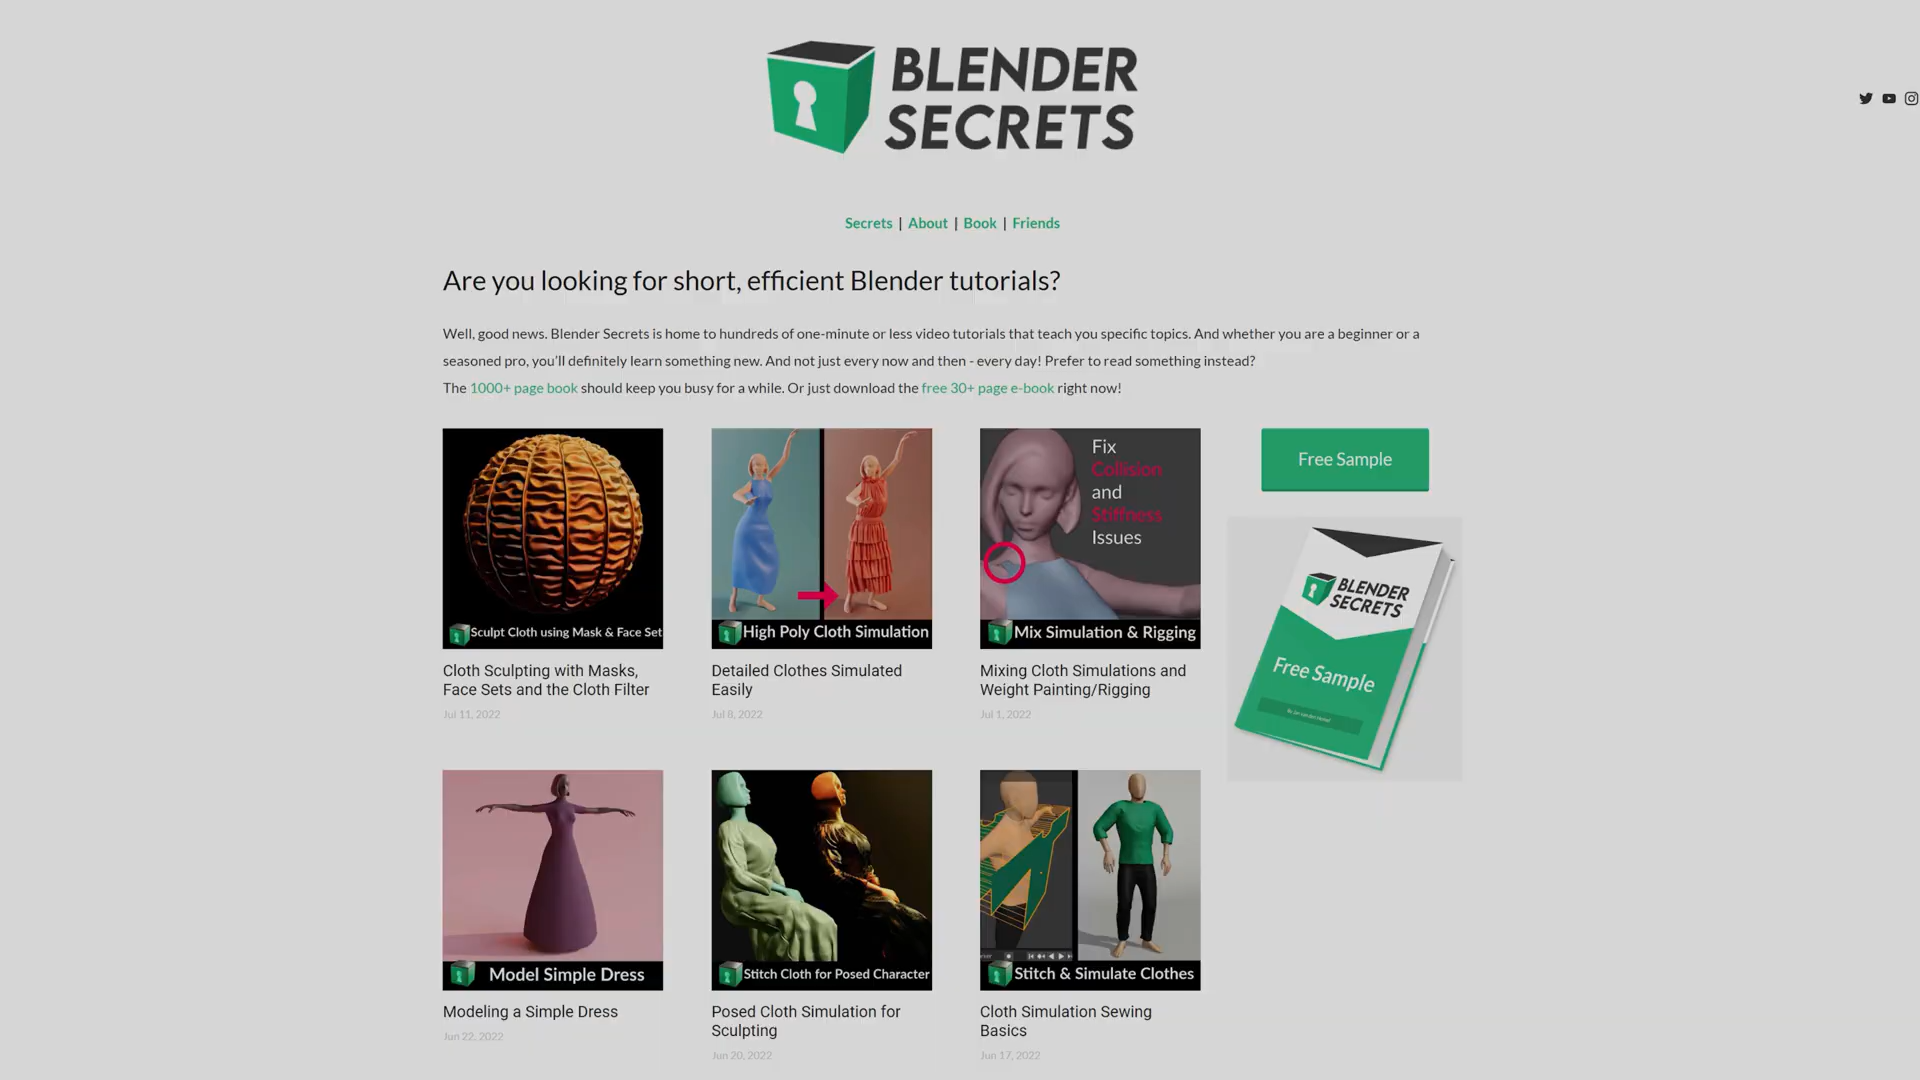 BLENDER
SECRETS
Secrets | About | Book | Friends
Are you looking for short, efficient Blender tutorials?
Well, good news. Blender Secrets is home to hundreds of one-minute or less video tutorials that teach you specific topics. And whether you are a beginner or a
seasoned pro, you'll definitely learn something new. And not just every now and then - every day! Prefer to read something instead?
The 1000+ page book should keep you busy for a while. Or just download the free 30+ page e-book right now!
Sculpt Cloth using Mask & Face Set
Cloth Sculpting with Masks,
Face Sets and the Cloth Filter
Jul 11, 2022
High Poly Cloth Simulation
Detailed Clothes Simulated
Easily
Jul 8, 2022
Fix
Collision
and
Stiffness
Issues
Mix Simulation & Rigging
Mixing Cloth Simulations and
Weight Painting/Rigging
Jul 1, 2022
Free Sample
BLENDER
SECRETS
Free Sample
Model Simple Dress
Modeling a Simple Dress
Jun 22, 2022
Stitch Cloth for Posed Character
Posed Cloth Simulation for
Sculpting
Jun 20, 2022
Stitch & Simulate Clothes
Cloth Simulation Sewing
Basics
Jun 17, 2022